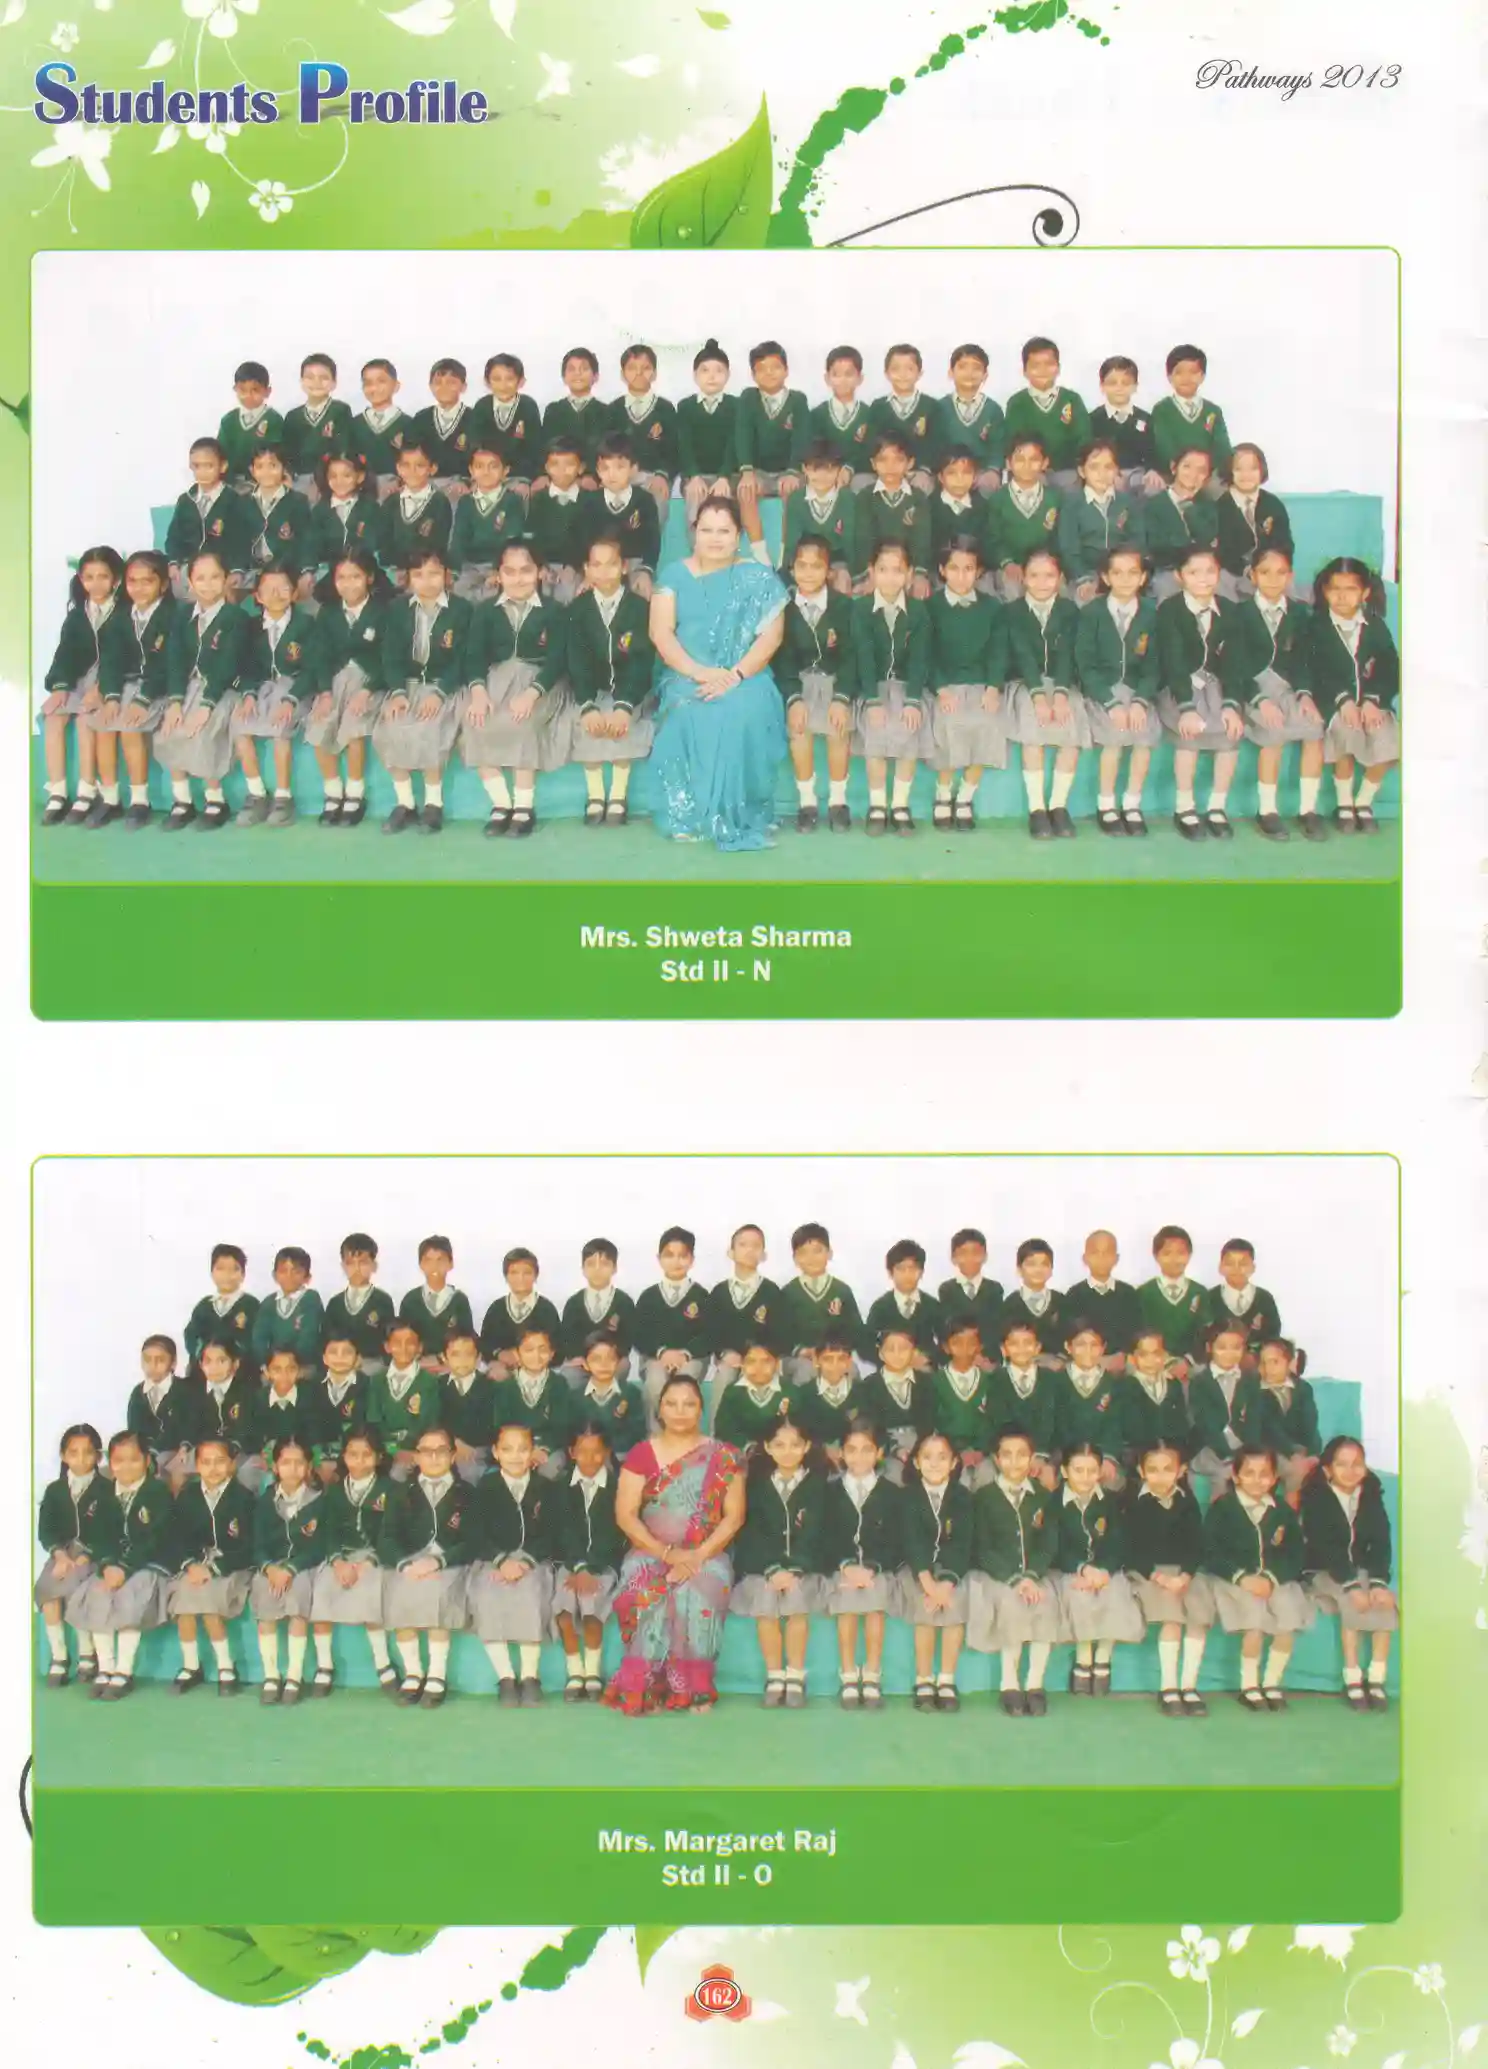 Students Profile
Pathways 2013
Mrs. Shweta Sharma
Std II - N
Mrs. Margaret Raj
Std II - O
162